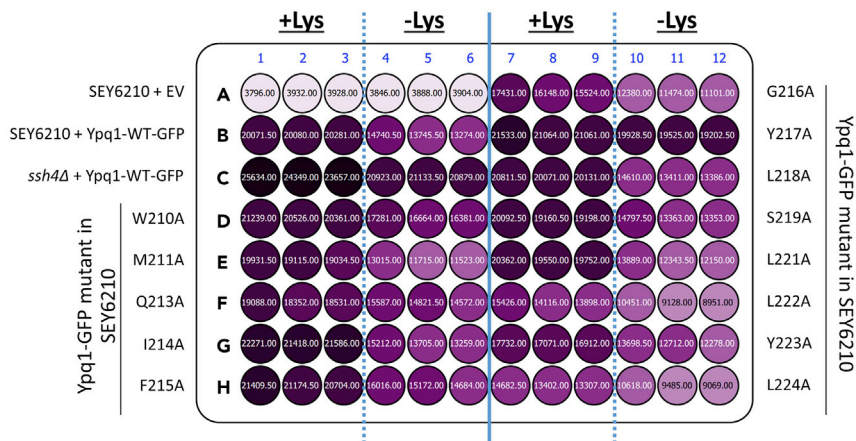 +Lys -Lys +Lys -Lys
1 2 3 4 5 6 7 8 9 10 11 12
SEY6210 + EV A 3796.00 3932.00 3928.00 3846.00 3888.00 3904.00 17431.00 16148.00 15524.00 12380.00 11474.00 11101.00 G216A
SEY6210 + Ypq1-WT-GFP B 20071.50 20080.00 20281.00 14740.50 13745.50 13274.00 21533.00 21064.00 21061.00 19928.50 19525.00 19202.50 Y217A
ssh4Δ + Ypq1-WT-GFP C 25634.00 24349.00 23657.00 20923.00 21133.50 20879.00 20811.50 20071.00 20131.00 14610.00 13411.00 13386.00 L218A
W210A D 21239.00 20526.00 20361.00 17281.00 16664.00 16381.00 20092.50 19160.50 19198.00 14797.50 13363.00 13353.00 S219A
M211A E 19931.50 19115.00 19034.50 13015.00 11715.00 11523.00 20362.00 19550.00 19752.00 13889.00 12343.50 12150.00 L221A
Q213A F 19088.00 18352.00 18531.00 15587.00 14821.50 14572.00 15426.00 14116.00 13898.00 10451.00 9128.00 8951.00 L222A
I214A G 22271.00 21418.00 21586.00 15212.00 13705.00 13259.00 17732.00 17071.00 16912.00 13698.50 12712.00 12278.00 Y223A
F215A H 21409.50 21174.50 20704.00 16016.00 15172.00 14684.00 14682.50 13402.00 13307.00 10618.00 9485.00 9069.00 L224A
Ypq1-GFP mutant in
SEY6210
Ypq1-GFP mutant in SEY6210